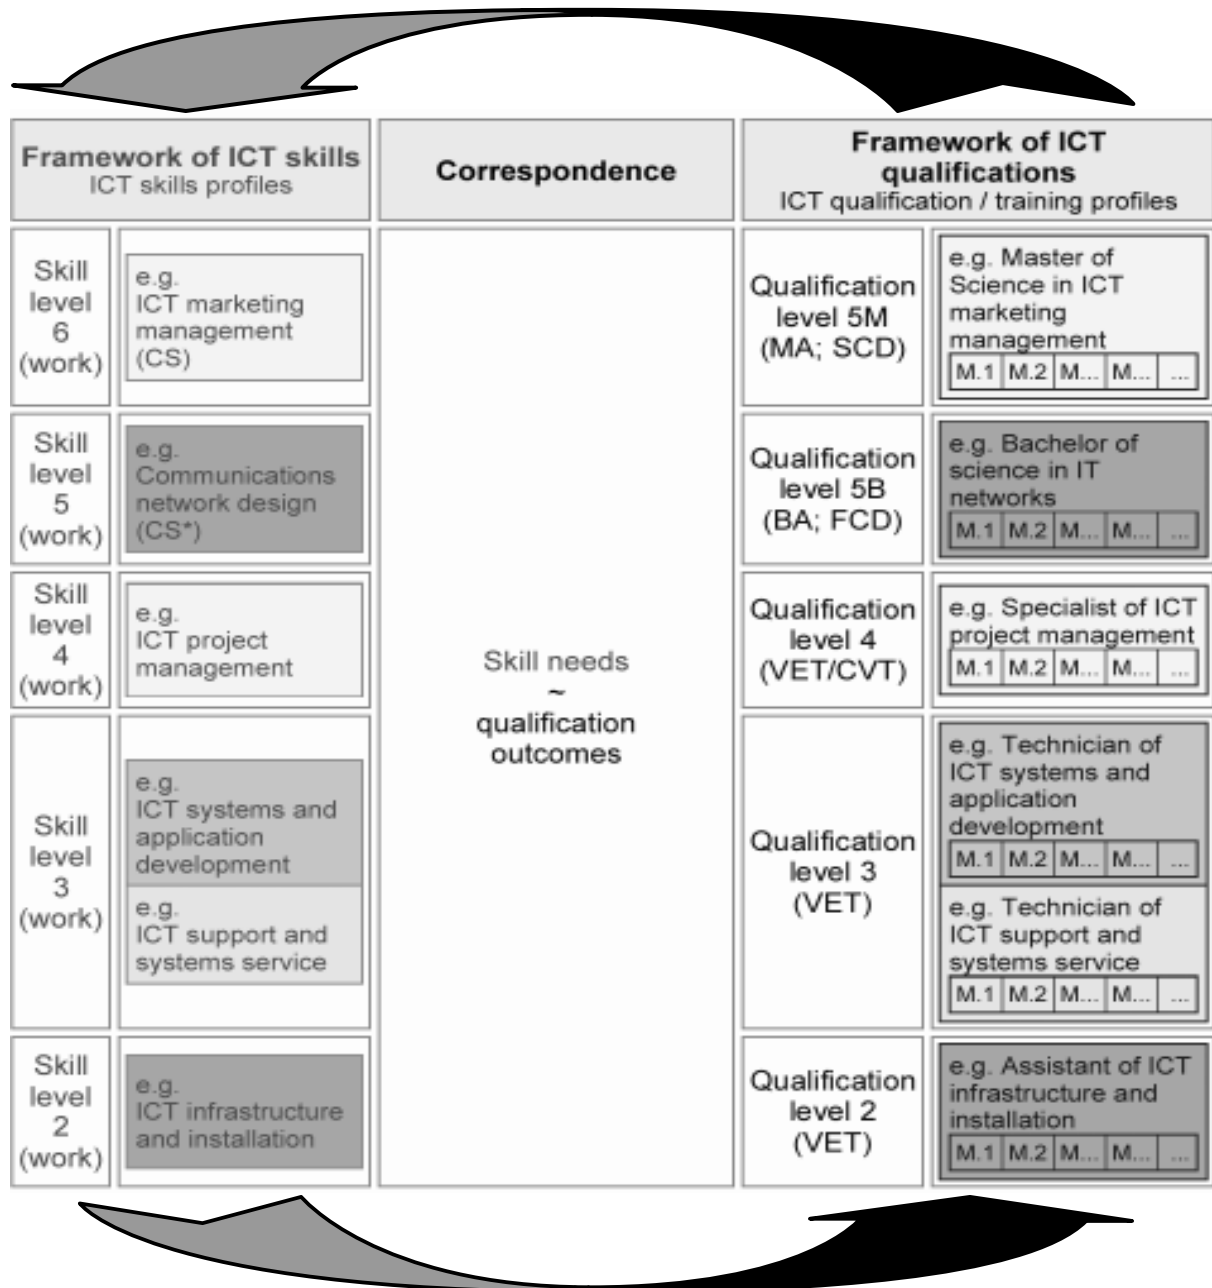 Framework of ICT skills
ICT skills profiles
Correspondence
Framework of ICT
qualifications
ICT qualification / training profiles
Skill
level
6
(work)
e.g.
ICT marketing
management
(CS)
Qualification
level 5M
(MA; SCD)
e.g. Master of
Science in ICT
marketing
management
M.1 M.2 M... M... ...
Skill
level
5
(work)
e.g.
Communications
network design
(CS*)
Qualification
level 5B
(BA; FCD)
e.g. Bachelor of
science in IT
networks
M.1 M.2 M... M... ...
Skill
level
4
(work)
e.g.
ICT project
management
Skill needs
~
qualification
outcomes
Qualification
level 4
(VET/CVT)
e.g. Specialist of ICT
project management
M.1 M.2 M... M... ...
Skill
level
3
(work)
e.g.
ICT systems and
application
development
e.g.
ICT support and
systems service
Qualification
level 3
(VET)
e.g. Technician of
ICT systems and
application
development
M.1 M.2 M... M... ...
e.g. Technician of
ICT support and
systems service
M.1 M.2 M... M... ...
Skill
level
2
(work)
e.g.
ICT infrastructure
and installation
Qualification
level 2
(VET)
e.g. Assistant of ICT
infrastructure and
installation
M.1 M.2 M... M... ...